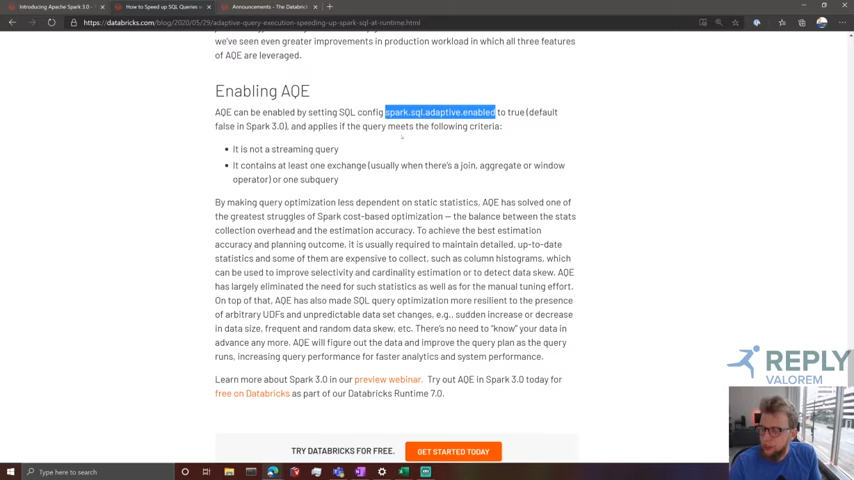 Introducing Apache Spark 3.0 -
How to Speed up SQL Queries w
Announcements - The Databrick
https://databricks.com/blog/2020/05/29/adaptive-query-execution-speeding-up-spark-sql-at-runtime.html
we've seen even greater improvements in production workload in which all three features
of AQE are leveraged.
Enabling AQE
AQE can be enabled by setting SQL config spark.sql.adaptive.enabled to true (default
false in Spark 3.0), and applies if the query meets the following criteria:
• It is not a streaming query
• It contains at least one exchange (usually when there's a join, aggregate or window
operator) or one subquery
By making query optimization less dependent on static statistics, AQE has solved one of
the greatest struggles of Spark cost-based optimization — the balance between the stats
collection overhead and the estimation accuracy. To achieve the best estimation
accuracy and planning outcome, it is usually required to maintain detailed, up-to-date
statistics and some of them are expensive to collect, such as column histograms, which
can be used to improve selectivity and cardinality estimation or to detect data skew. AQE
has largely eliminated the need for such statistics as well as for the manual tuning effort.
On top of that, AQE has also made SQL query optimization more resilient to the presence
of arbitrary UDFs and unpredictable data set changes, e.g., sudden increase or decrease
in data size, frequent and random data skew, etc. There's no need to "know" your data in
advance any more. AQE will figure out the data and improve the query plan as the query
runs, increasing query performance for faster analytics and system performance.
Learn more about Spark 3.0 in our preview webinar. Try out AQE in Spark 3.0 today for
free on Databricks as part of our Databricks Runtime 7.0.
REPLY
VALOREM
TRY DATABRICKS FOR FREE.
GET STARTED TODAY
Type here to search